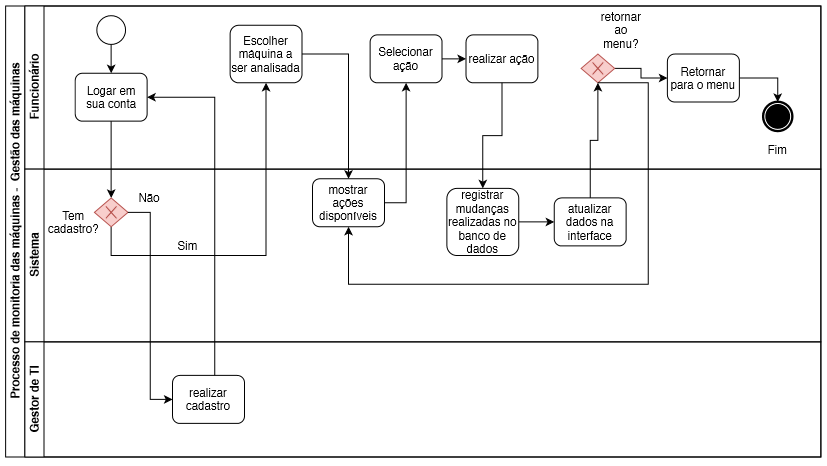 Processo de monitoria das máquinas -  Gestão das máquinas
Funcionário
Sistema
Gestor de TI
Logar em
sua conta
Escolher
máquina a
ser analisada
Selecionar
ação
realizar ação
retornar
ao
menu?
Retornar
para o menu
Fim
Tem
cadastro?
Não
Sim
mostrar
ações
disponíveis
registrar
mudanças
realizadas no
banco de
dados
atualizar
dados na
interface
realizar
cadastro